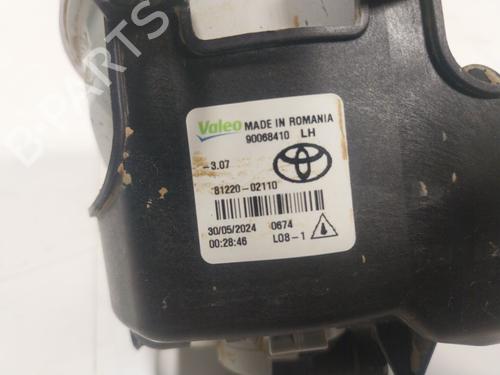 Valeo MADE IN ROMANIA
90068410 LH
-3.07
81220-02110
30/05/2024 0674
00:28:46 L08-1
B-PARTS